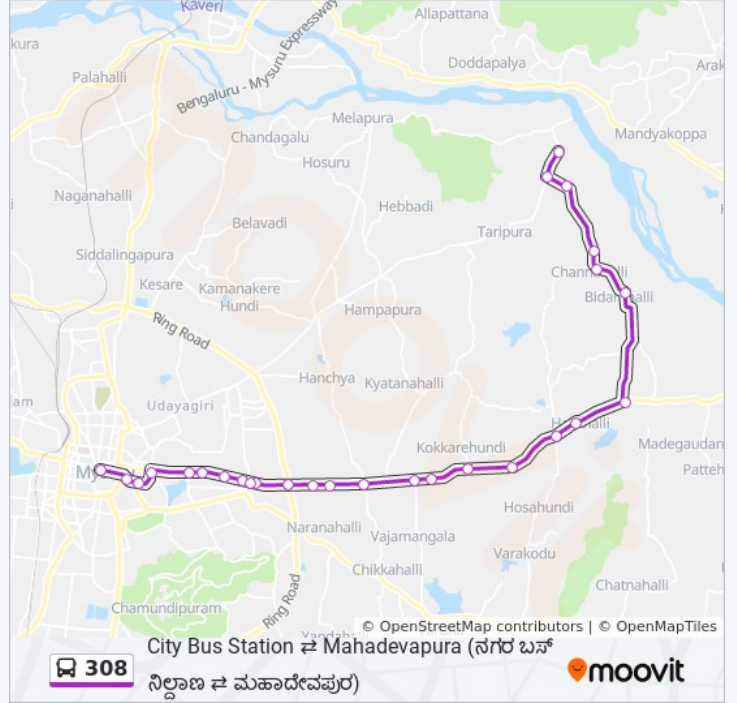 Kaveri
Allapattana
kura
Palahalli
Bengaluru - Mysuru Expressway
Doddapalya
Arak
Melapura
Chandagalu
Mandyakoppa
Hosuru
Naganahalli
Hebbadi
Belavadi
Taripura
Siddalingapura
Kesare
Kamanakere
Hundi
Hampapura
Ring Road
Hanchya
Kyatanahalli
Udayagiri
Kokkarehundi
Madegaudan
Patteh
Hosahundi
Naranahalli
Vajamangala
Varakodu
Chikkahalli
Chatnahalli
Ring Road
Chamundipuram
© OpenStreetMap contributors | © OpenMapTiles
308
City Bus Station ⇄ Mahadevapura (ನಗರ ಬಸ್
ನಿಲ್ದಾಣ ⇄ ಮಹಾದೇವಪುರ)
moovit